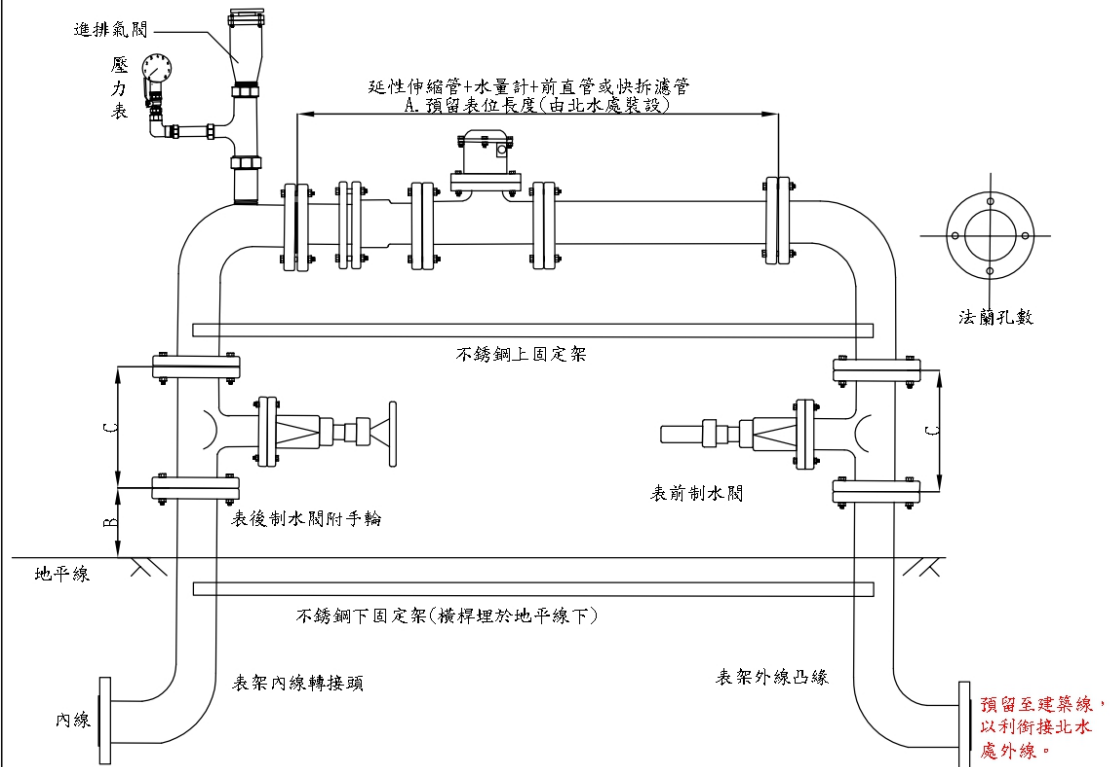 進排氣閥
壓
力
表
延性伸縮管+水量計+前直管或快拆濾管
A. 預留表位長度(由北水處裝設)
法蘭孔數
不銹鋼上固定架
C
C
表前制水閥
B
表後制水閥附手輪
地平線
不銹鋼下固定架(橫桿埋於地平線下)
表架內線轉接頭
表架外線凸緣
內線
預留至建築線，
以利銜接北水
處外線。